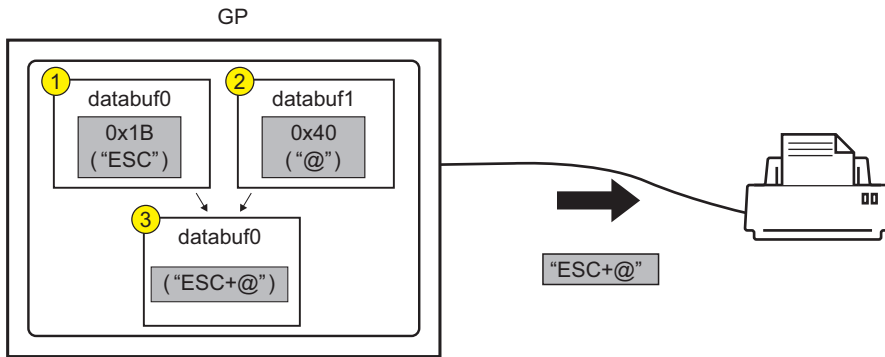 GP
1
databuf0
0x1B
(“ESC”)
2
databuf1
0x40
(“@”)
3
databuf0
(“ESC+@”)
“ESC+@”